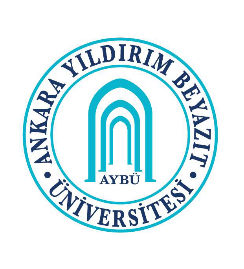 • ANKARA YILDIRIM BEYAZIT •
ÜNİVERSİTESİ
AYBÜ